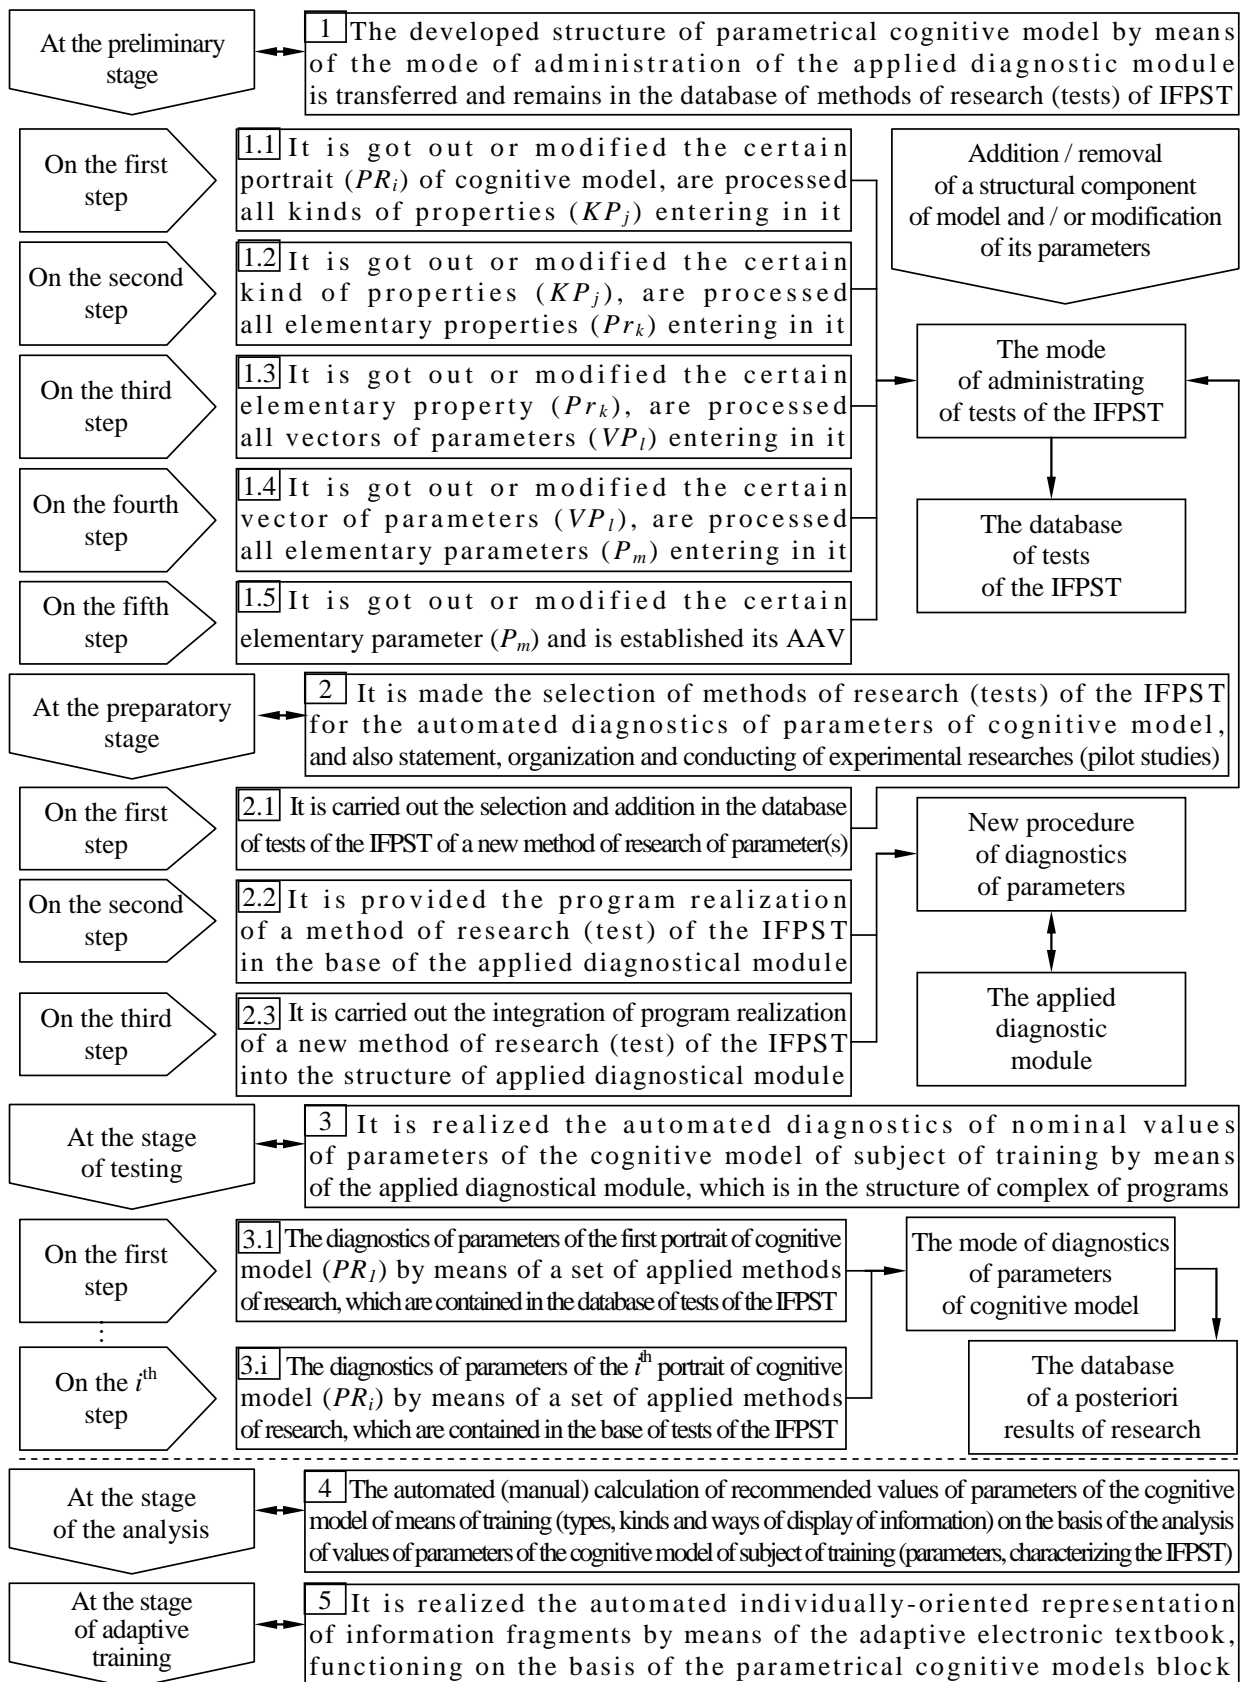 At the preliminary
stage
1 The developed structure of parametrical cognitive model by means
of the mode of administration of the applied diagnostic module
is transferred and remains in the database of methods of research (tests) of IFPST
On the first
step
1.1 It is got out or modified the certain
portrait (PRi) of cognitive model, are processed
all kinds of properties (KPj) entering in it
Addition / removal
of a structural component
of model and / or modification
of its parameters
On the second
step
1.2 It is got out or modified the certain
kind of properties (KPj), are processed
all elementary properties (Prk) entering in it
On the third
step
1.3 It is got out or modified the certain
elementary property (Prk), are processed
all vectors of parameters (VPl) entering in it
The mode
of administrating
of tests of the IFPST
On the fourth
step
1.4 It is got out or modified the certain
vector of parameters (VPl), are processed
all elementary parameters (Pm) entering in it
The database
of tests
of the IFPST
On the fifth
step
1.5 It is got out or modified the certain
elementary parameter (Pm) and is established its AAV
At the preparatory
stage
2 It is made the selection of methods of research (tests) of the IFPST
for the automated diagnostics of parameters of cognitive model,
and also statement, organization and conducting of experimental researches (pilot studies)
On the first
step
2.1 It is carried out the selection and addition in the database
of tests of the IFPST of a new method of research of parameter(s)
New procedure
of diagnostics
of parameters
On the second
step
2.2 It is provided the program realization
of a method of research (test) of the IFPST
in the base of the applied diagnostical module
On the third
step
2.3 It is carried out the integration of program realization
of a new method of research (test) of the IFPST
into the structure of applied diagnostical module
The applied
diagnostic
module
At the stage
of testing
3 It is realized the automated diagnostics of nominal values
of parameters of the cognitive model of subject of training by means
of the applied diagnostical module, which is in the structure of complex of programs
On the first
step
3.1 The diagnostics of parameters of the first portrait of cognitive
model (PR1) by means of a set of applied methods
of research, which are contained in the database of tests of the IFPST
The mode of diagnostics
of parameters
of cognitive model
⋮
On the ith
step
3.i The diagnostics of parameters of the ith portrait of cognitive
model (PRi) by means of a set of applied methods
of research, which are contained in the base of tests of the IFPST
The database
of a posteriori
results of research
At the stage
of the analysis
4 The automated (manual) calculation of recommended values of parameters of the cognitive
model of means of training (types, kinds and ways of display of information) on the basis of the analysis
of values of parameters of the cognitive model of subject of training (parameters, characterizing the IFPST)
At the stage
of adaptive
training
5 It is realized the automated individually-oriented representation
of information fragments by means of the adaptive electronic textbook,
functioning on the basis of the parametrical cognitive models block